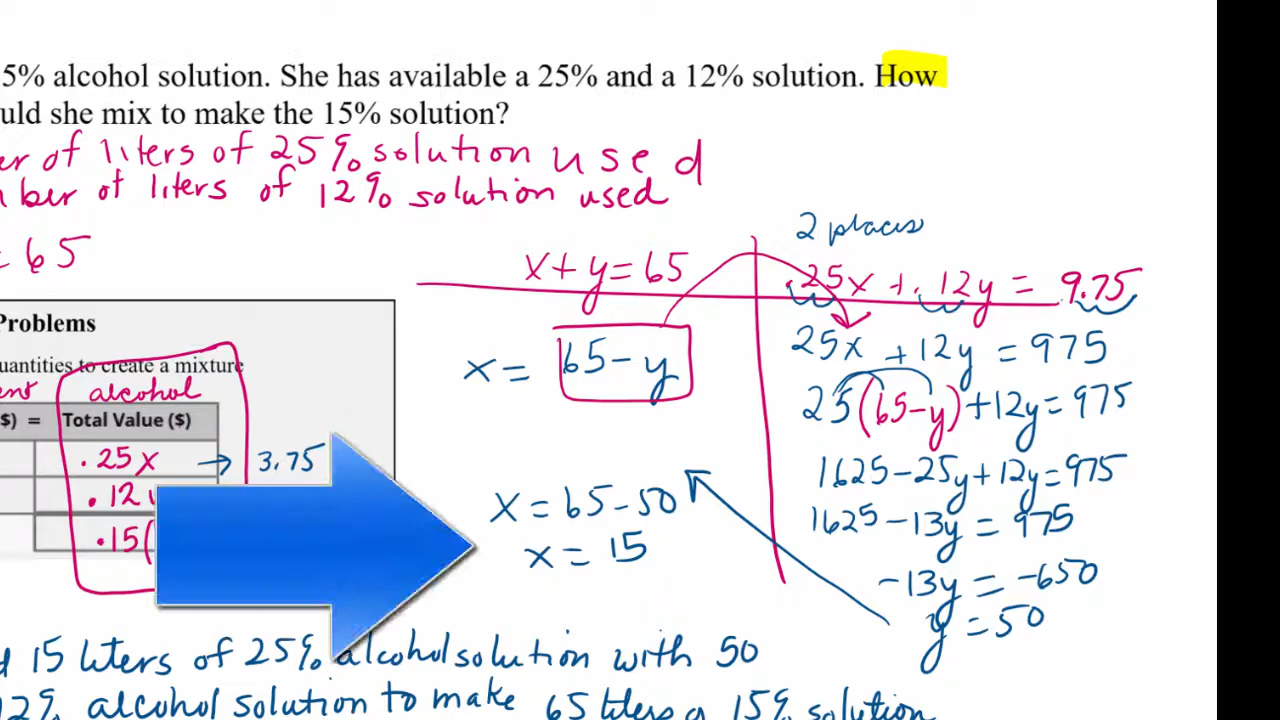 5% alcohol solution. She has available a 25% and a 12% solution. How
uld she mix to make the 15% solution?
er of liters of 25% solution used
ber of liters of 12% solution used
= 65
2 places
x + y = 65
.25x + .12y = 9.75
x = 65 - y
25x + 12y = 975
25(65-y) + 12y = 975
1625 - 25y + 12y = 975
1625 - 13y = 975
-13y = -650
y = 50
x = 65 - 50
x = 15
Problems
uantities to create a mixture
ent alcohol
$) = Total Value ($)
.25x → 3.75
.12
.15(
15 liters of 25% alcohol solution with 50
12% alcohol solution to make 65 liters a 15% solution